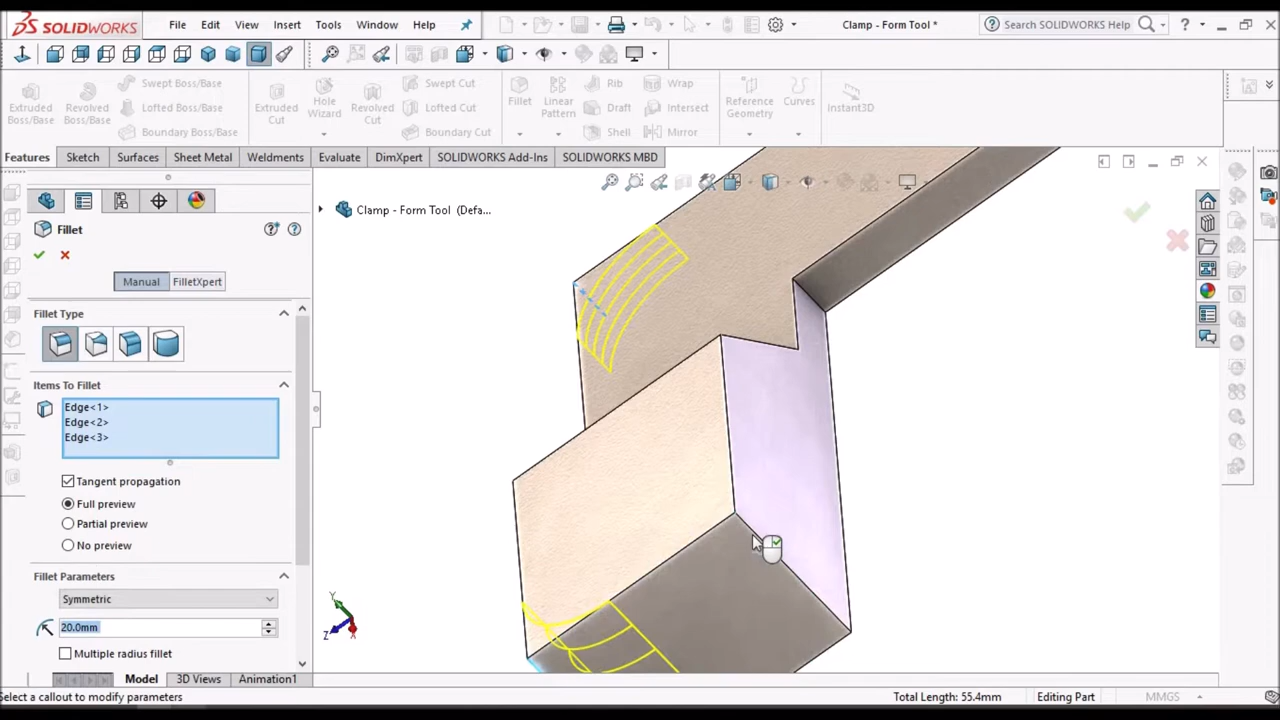 SOLIDWORKS File Edit View Insert Tools Window Help Clamp - Form Tool * Search SOLIDWORKS Help
Extruded Boss/Base
Revolved Boss/Base
Swept Boss/Base
Lofted Boss/Base
Boundary Boss/Base
Extruded Cut
Hole Wizard
Revolved Cut
Swept Cut
Lofted Cut
Boundary Cut
Fillet
Linear Pattern
Rib
Draft
Shell
Wrap
Intersect
Mirror
Reference Geometry
Curves
Instant3D
Features Sketch Surfaces Sheet Metal Weldments Evaluate DimXpert SOLIDWORKS Add-Ins SOLIDWORKS MBD
Clamp - Form Tool (Defa...
Fillet
Manual FilletXpert
Fillet Type
Items To Fillet
Edge<1>
Edge<2>
Edge<3>
Tangent propagation
Full preview
Partial preview
No preview
Fillet Parameters
Symmetric
20.0mm
Multiple radius fillet
Y
Z
X
Model 3D Views Animation1
Select a callout to modify parameters Total Length: 55.4mm Editing Part MMGS